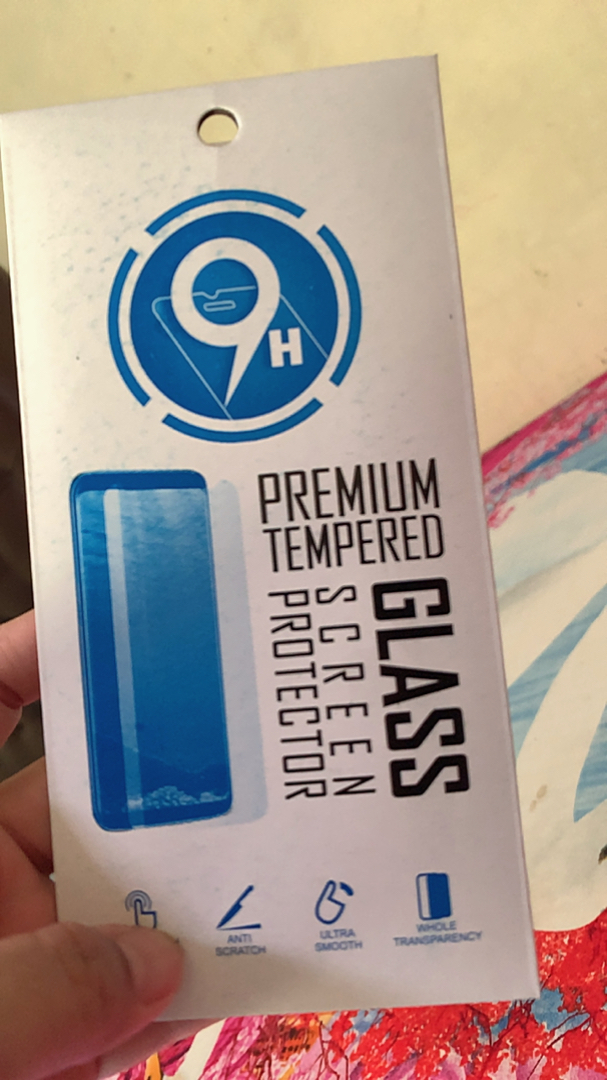 9H
PREMIUM
TEMPERED
GLASS
SCREEN
PROTECTOR
ANTI
SCRATCH
ULTRA
SMOOTH
WHOLE
TRANSPARENCY